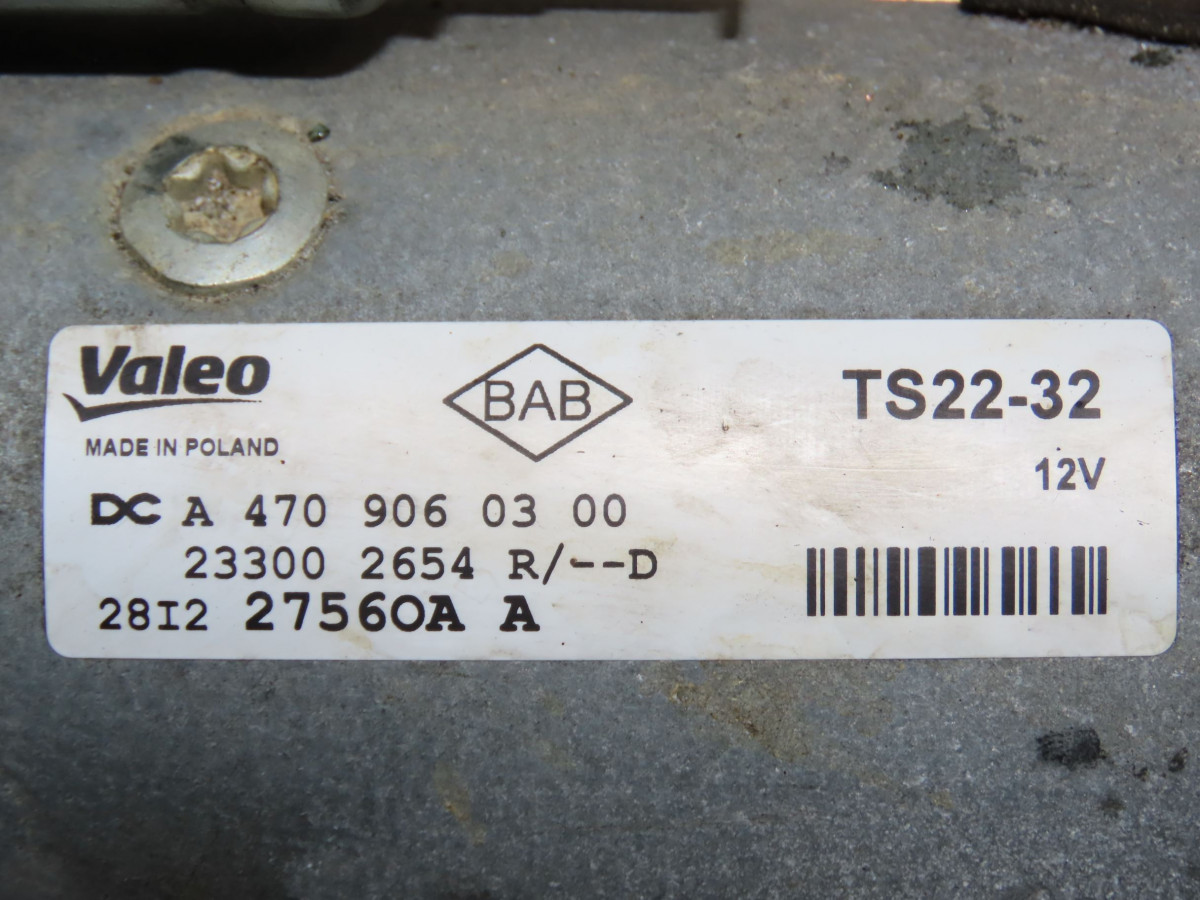 Valeo
MADE IN POLAND
BAB
TS22-32
12V
DC A 470 906 03 00
23300 2654 R/--D
28I2 27560A A